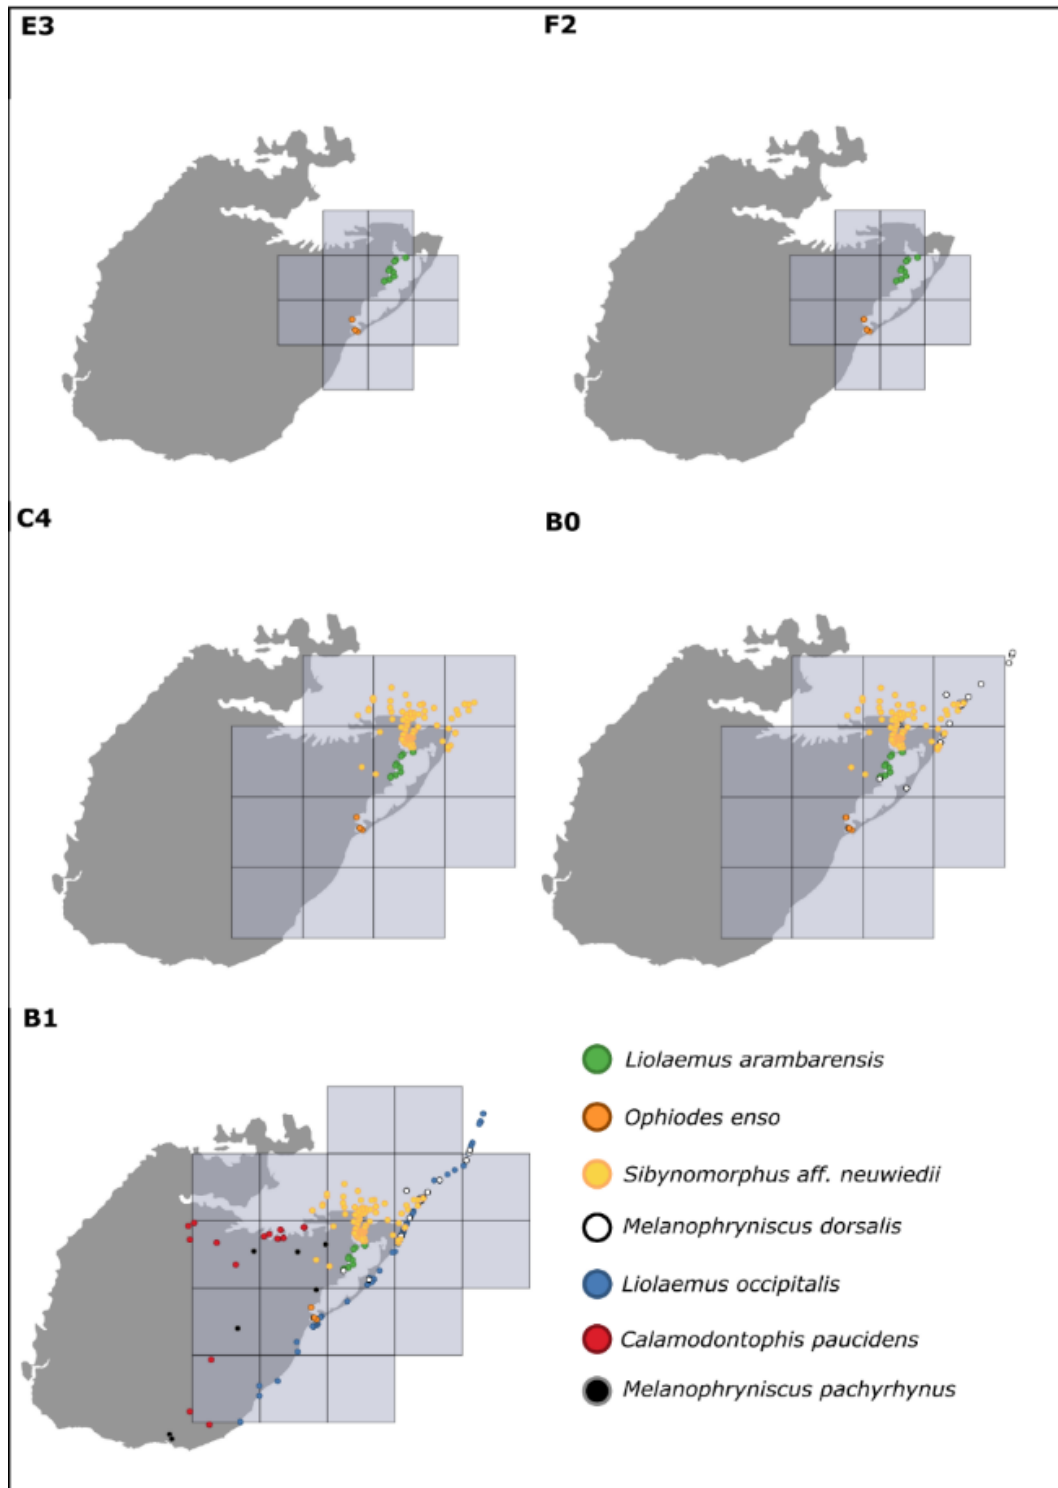 E3
F2
C4
B0
B1
Liolaemus arambarensis
Ophiodes enso
Sibynomorphus aff. neuwiedii
Melanophryniscus dorsalis
Liolaemus occipitalis
Calamodontophis paucidens
Melanophryniscus pachyrhynus